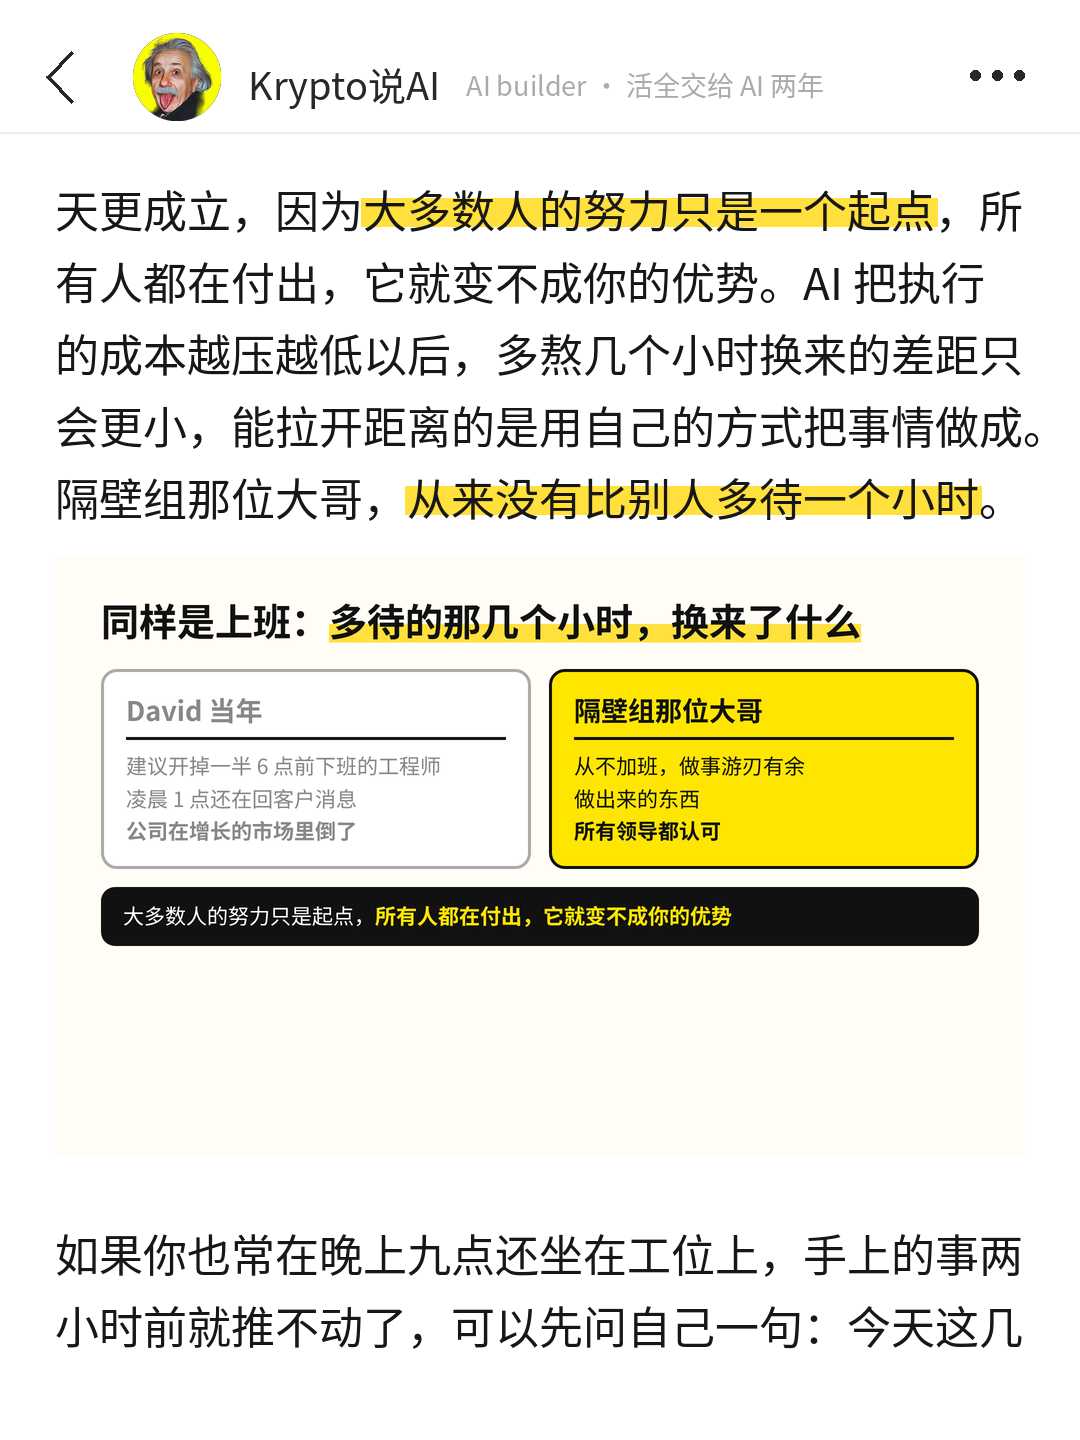 Krypto说AI AI builder · 活全交给 AI 两年
天更成立，因为大多数人的努力只是一个起点，所
有人都在付出，它就变不成你的优势。AI 把执行
的成本越压越低以后，多熬几个小时换来的差距只
会更小，能拉开距离的是用自己的方式把事情做成。
隔壁组那位大哥，从来没有比别人多待一个小时。
同样是上班：多待的那几个小时，换来了什么
David 当年
建议开掉一半 6 点前下班的工程师
凌晨 1 点还在回客户消息
公司在增长的市场里倒了
隔壁组那位大哥
从不加班，做事游刃有余
做出来的东西
所有领导都认可
大多数人的努力只是起点，所有人都在付出，它就变不成你的优势
如果你也常在晚上九点还坐在工位上，手上的事两
小时前就推不动了，可以先问自己一句：今天这几